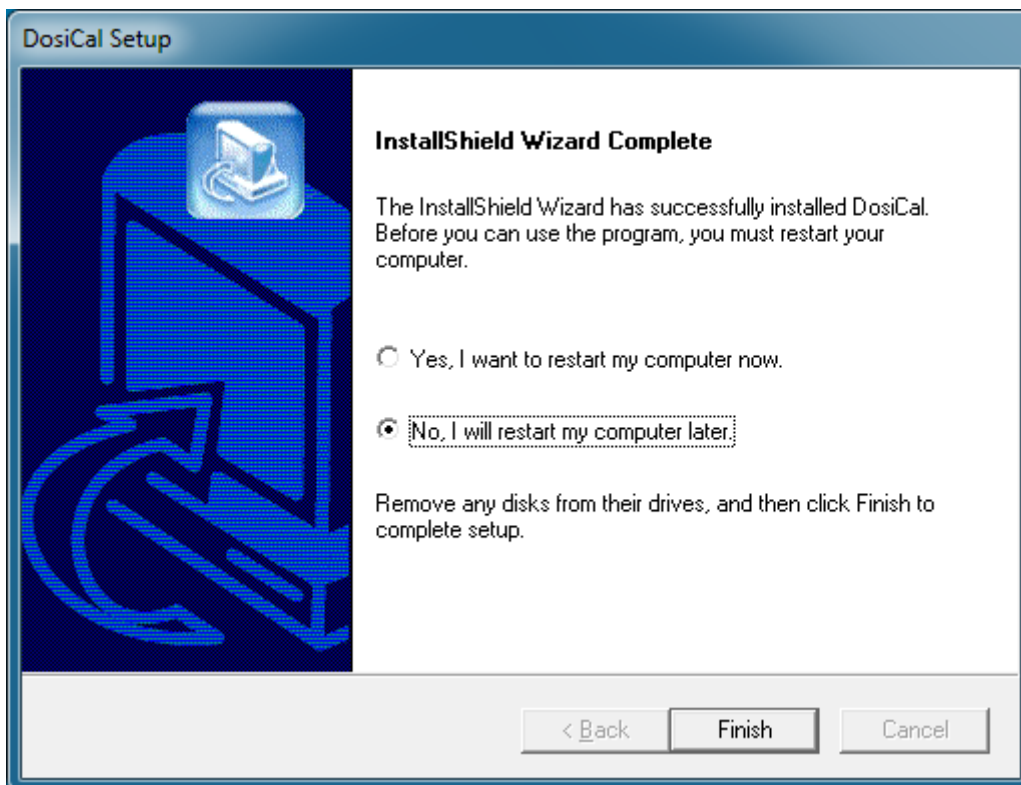 DosiCal Setup
InstallShield Wizard Complete
The InstallShield Wizard has successfully installed DosiCal.
Before you can use the program, you must restart your
computer.
Yes, I want to restart my computer now.
No, I will restart my computer later.
Remove any disks from their drives, and then click Finish to
complete setup.
< Back Finish Cancel